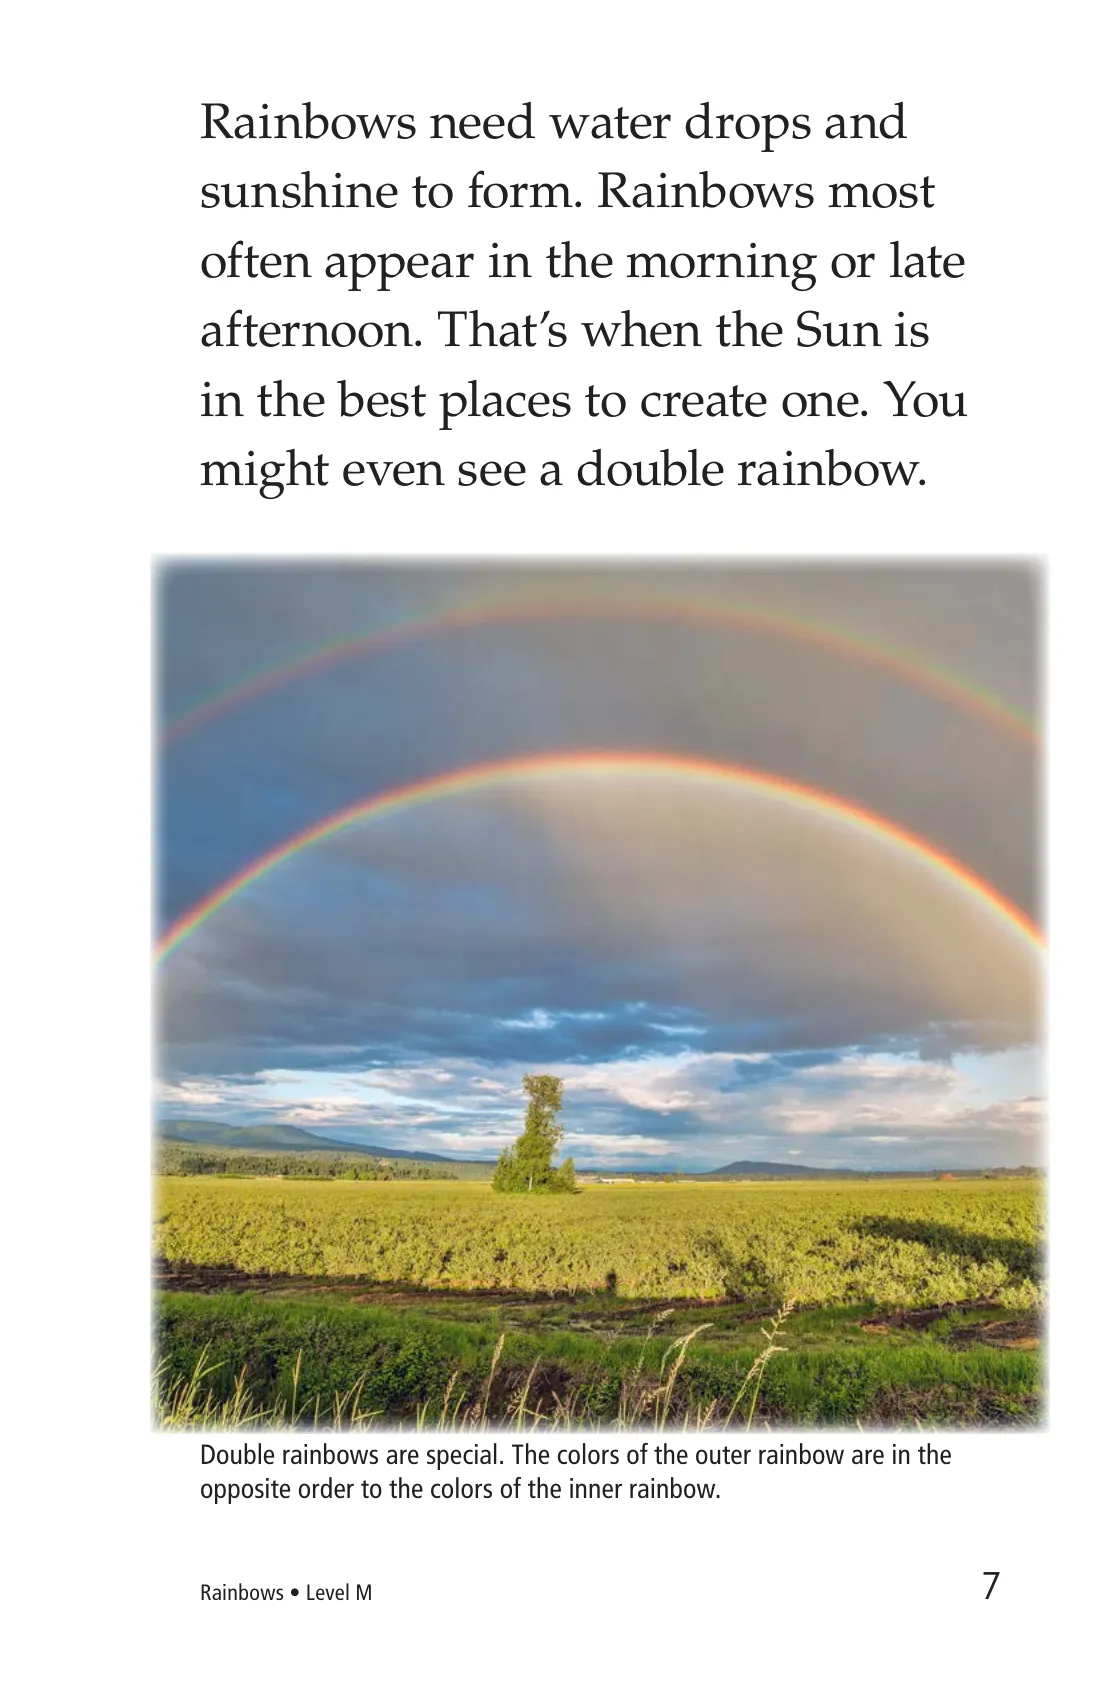 Rainbows need water drops and
sunshine to form. Rainbows most
often appear in the morning or late
afternoon. That’s when the Sun is
in the best places to create one. You
might even see a double rainbow.
Double rainbows are special. The colors of the outer rainbow are in the
opposite order to the colors of the inner rainbow.
Rainbows • Level M
7